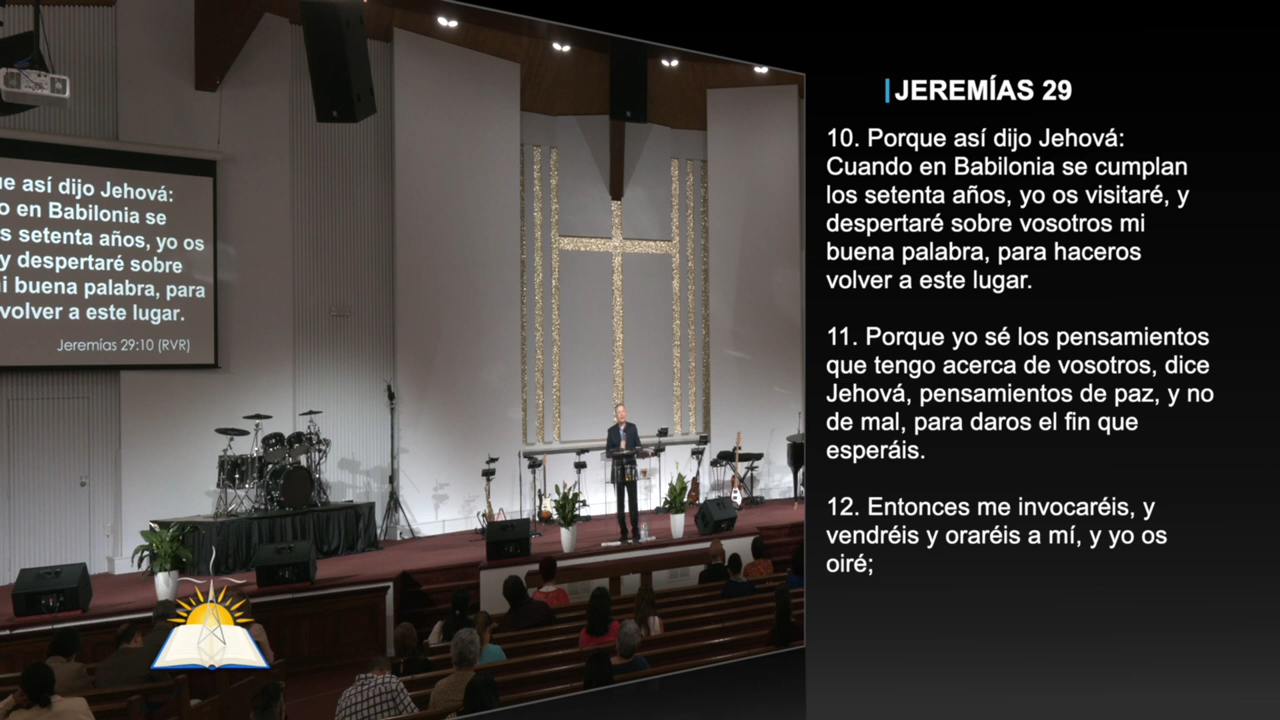 ue así dijo Jehová:
o en Babilonia se
s setenta años, yo os
y despertaré sobre
i buena palabra, para
volver a este lugar.
Jeremías 29:10 (RVR)
JEREMÍAS 29
10. Porque así dijo Jehová:
Cuando en Babilonia se cumplan
los setenta años, yo os visitaré, y
despertaré sobre vosotros mi
buena palabra, para haceros
volver a este lugar.
11. Porque yo sé los pensamientos
que tengo acerca de vosotros, dice
Jehová, pensamientos de paz, y no
de mal, para daros el fin que
esperáis.
12. Entonces me invocaréis, y
vendréis y oraréis a mí, y yo os
oiré;